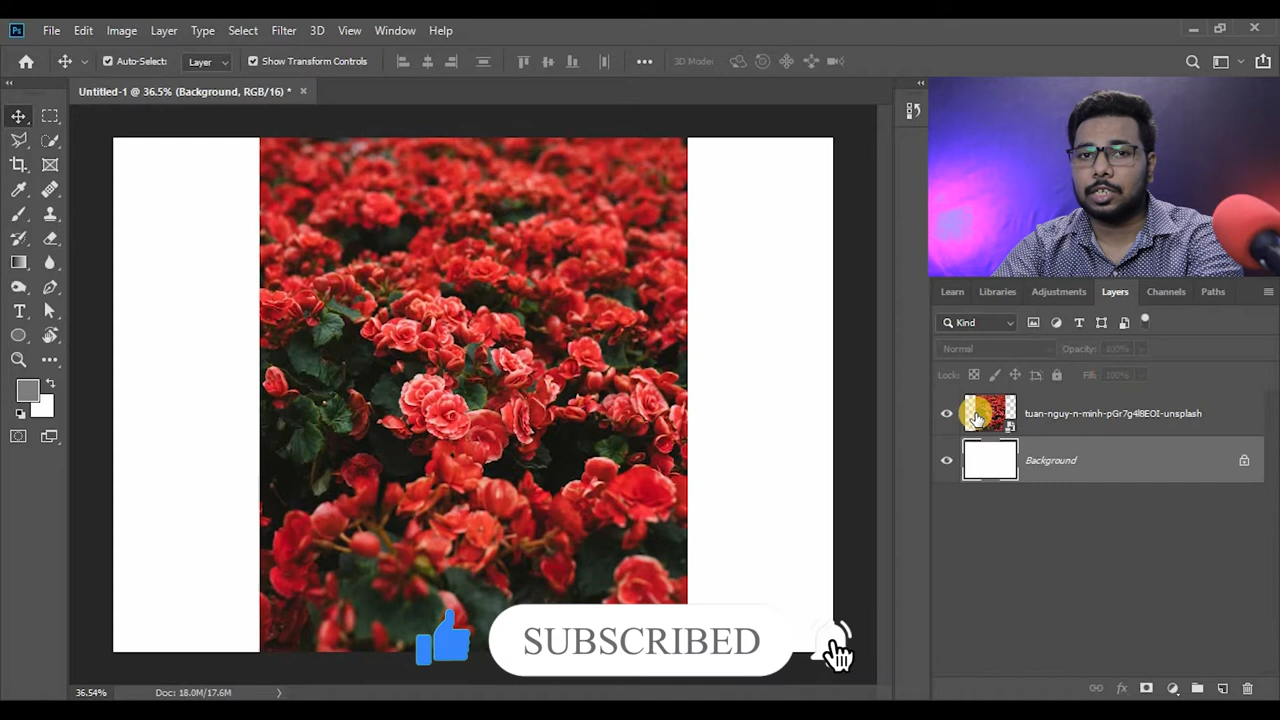 Ps File Edit Image Layer Type Select Filter 3D View Window Help
Auto-Select: Layer Show Transform Controls 3D Mode:
Untitled-1 @ 36.5% (Background, RGB/16) *
Learn Libraries Adjustments Layers Channels Paths
Kind
Normal Opacity: 100%
Lock: Fill: 100%
tuan-nguy-n-minh-pGr7g4l8EOI-unsplash
Background
SUBSCRIBED
36.54% Doc: 18.0M/17.6M